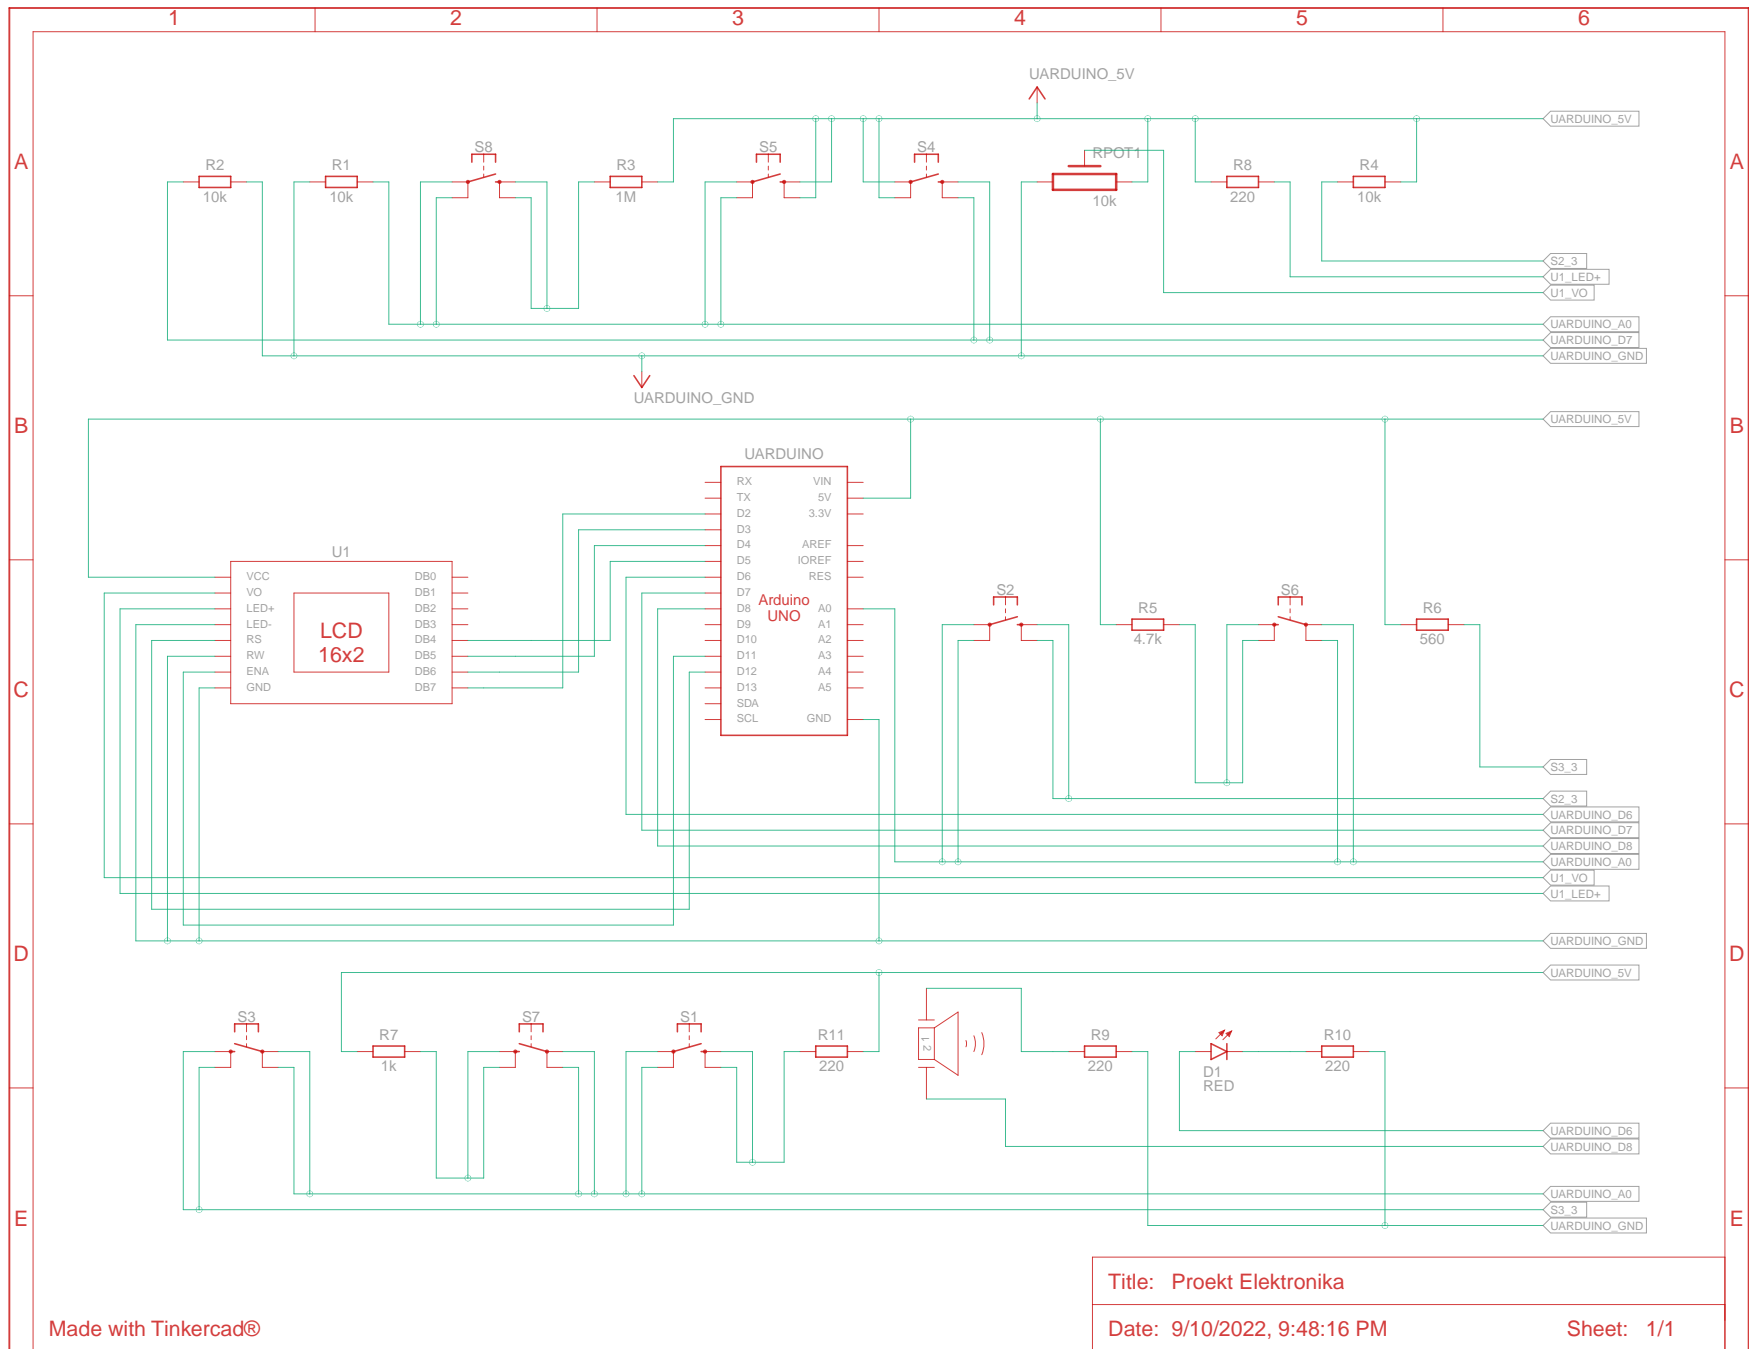 1 2 3 4 5 6
UARDUINO_5V
UARDUINO_5V
A A
R2 R1 S8 R3 S5 S4 RPOT1 R8 R4
10k 10k 1M 10k 220 10k
S2_3
U1_LED+
U1_VO
UARDUINO_A0
UARDUINO_D7
UARDUINO_GND
UARDUINO_GND
B B
UARDUINO_5V
UARDUINO
RX VIN
TX 5V
D2 3.3V
D3
D4 AREF
D5 IOREF
D6 RES
D7
D8 A0
D9 A1
D10 A2
D11 A3
D12 A4
D13 A5
SDA
SCL GND
Arduino
UNO
U1
VCC DB0
VO DB1
LED+ DB2
LED- DB3
RS DB4
RW DB5
ENA DB6
GND DB7
LCD
16x2
S2 R5 S6 R6
4.7k 560
C C
S3_3
S2_3
UARDUINO_D6
UARDUINO_D7
UARDUINO_D8
UARDUINO_A0
U1_VO
U1_LED+
UARDUINO_GND
D D
UARDUINO_5V
S3 R7 S7 S1 R11 1 2 R9 D1 R10
1k 220 220 RED 220
UARDUINO_D6
UARDUINO_D8
UARDUINO_A0
S3_3
UARDUINO_GND
E E
Title: Proekt Elektronika
Made with Tinkercad®
Date: 9/10/2022, 9:48:16 PM Sheet: 1/1